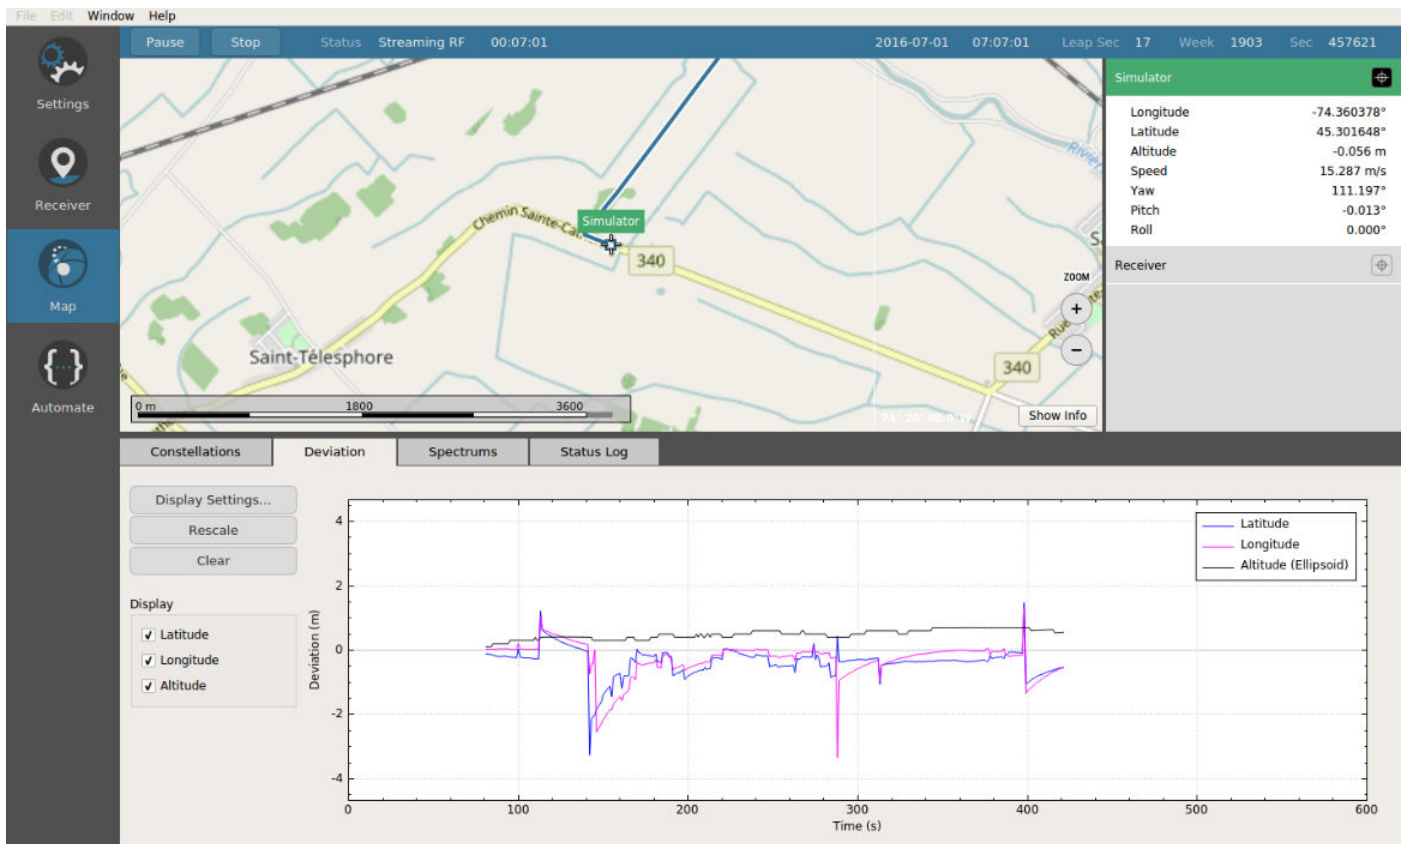 File Edit Window Help
Pause Stop Status Streaming RF 00:07:01 2016-07-01 07:07:01 Leap Sec 17 Week 1903 Sec 457621
Settings
Receiver
Map
Automate
Chemin Sainte-Ca
Simulator
340
Saint-Télesphore
340
Rue
Riviè
S
ZOOM
+
−
0 m 1800 3600
Show Info
Simulator
Longitude -74.360378°
Latitude 45.301648°
Altitude -0.056 m
Speed 15.287 m/s
Yaw 111.197°
Pitch -0.013°
Roll 0.000°
Receiver
Constellations Deviation Spectrums Status Log
Display Settings...
Rescale
Clear
Display
Latitude
Longitude
Altitude
Deviation (m)
4
2
0
-2
-4
0 100 200 300 400 500 600
Time (s)
Latitude
Longitude
Altitude (Ellipsoid)